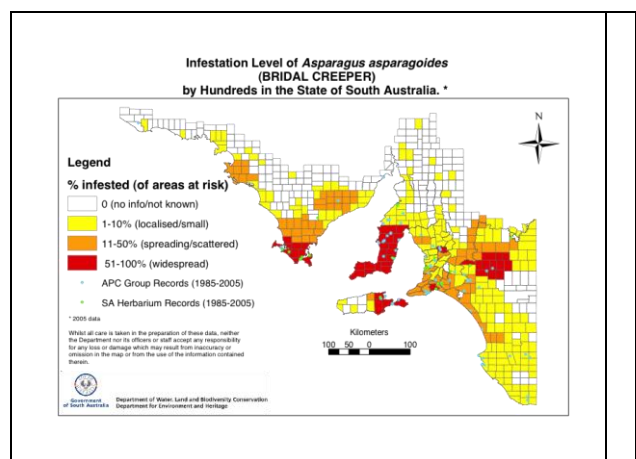 Infestation Level of Asparagus asparagoides
(BRIDAL CREEPER)
by Hundreds in the State of South Australia. *
N
Legend
% infested (of areas at risk)
0 (no info/not known)
1-10% (localised/small)
11-50% (spreading/scattered)
51-100% (widespread)
APC Group Records (1985-2005)
SA Herbarium Records (1985-2005)
* 2005 data
Whilst all care is taken in the preparation of these data, neither
the Department nor its officers or staff accept any responsibility
for any loss or damage which may result from inaccuracy or
omission in the map or from the use of the information contained
therein.
Kilometers
100 50 0 100
Government
of South Australia
Department of Water, Land and Biodiversity Conservation
Department for Environment and Heritage